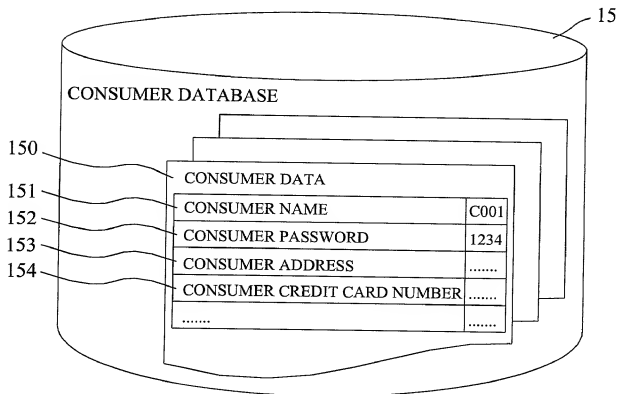 15
CONSUMER DATABASE
150
CONSUMER DATA
151
CONSUMER NAME C001
152
CONSUMER PASSWORD 1234
153
CONSUMER ADDRESS .......
154
CONSUMER CREDIT CARD NUMBER .......
....... .......